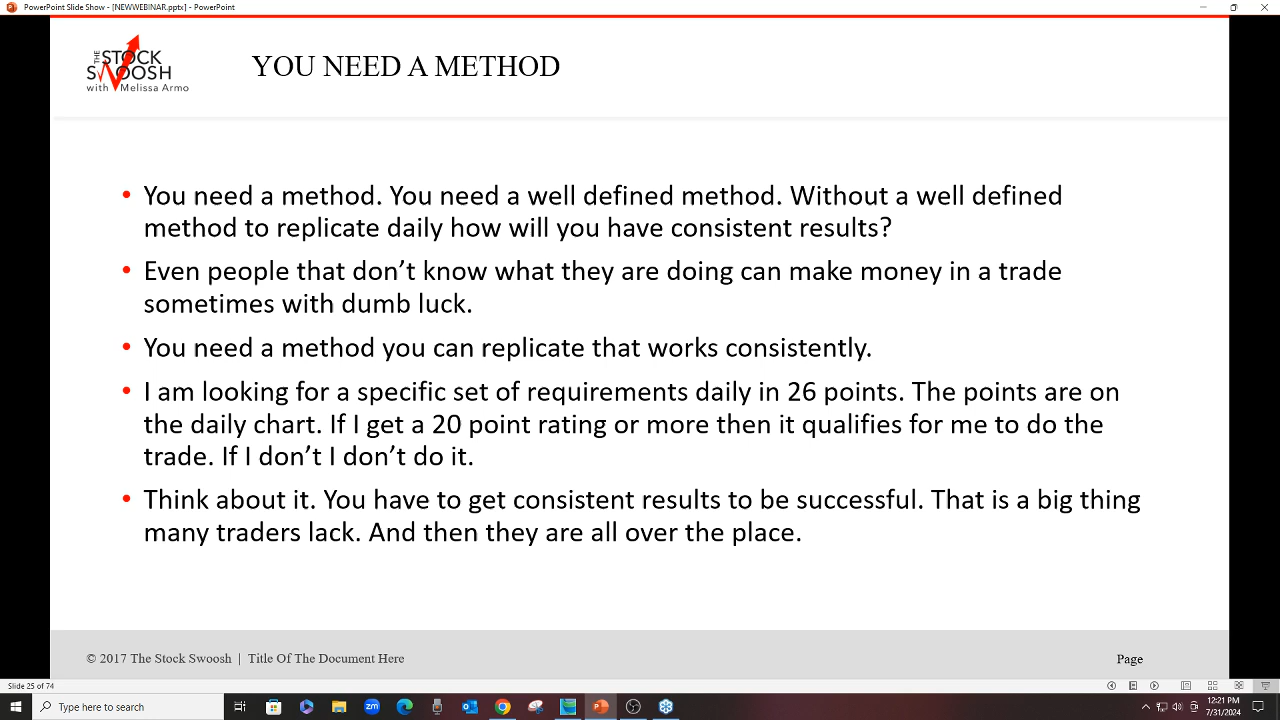 PowerPoint Slide Show - [NEWWEBINAR.pptx] - PowerPoint
THE
STOCK
SWOOSH
with Melissa Armo
YOU NEED A METHOD
• You need a method. You need a well defined method. Without a well defined
method to replicate daily how will you have consistent results?
• Even people that don't know what they are doing can make money in a trade
sometimes with dumb luck.
• You need a method you can replicate that works consistently.
• I am looking for a specific set of requirements daily in 26 points. The points are on
the daily chart. If I get a 20 point rating or more then it qualifies for me to do the
trade. If I don't I don't do it.
• Think about it. You have to get consistent results to be successful. That is a big thing
many traders lack. And then they are all over the place.
© 2017 The Stock Swoosh | Title Of The Document Here
Page
Slide 25 of 74
Type here to search
zm
12:21 PM
7/31/2024